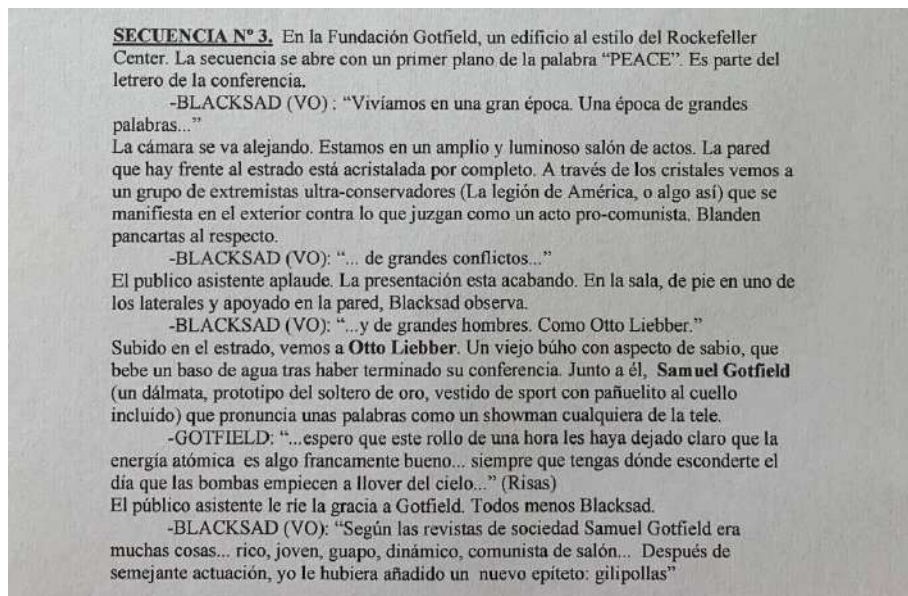 SECUENCIA Nº 3. En la Fundación Gotfield, un edificio al estilo del Rockefeller
Center. La secuencia se abre con un primer plano de la palabra “PEACE”. Es parte del
letrero de la conferencia.
-BLACKSAD (VO) : “Vivíamos en una gran época. Una época de grandes
palabras...”
La cámara se va alejando. Estamos en un amplio y luminoso salón de actos. La pared
que hay frente al estrado está acristalada por completo. A través de los cristales vemos a
un grupo de extremistas ultra-conservadores (La legión de América, o algo así) que se
manifiesta en el exterior contra lo que juzgan como un acto pro-comunista. Blanden
pancartas al respecto.
-BLACKSAD (VO): “... de grandes conflictos...”
El publico asistente aplaude. La presentación esta acabando. En la sala, de pie en uno de
los laterales y apoyado en la pared, Blacksad observa.
-BLACKSAD (VO): “...y de grandes hombres. Como Otto Liebber.”
Subido en el estrado, vemos a Otto Liebber. Un viejo búho con aspecto de sabio, que
bebe un baso de agua tras haber terminado su conferencia. Junto a él, Samuel Gotfield
(un dálmata, prototipo del soltero de oro, vestido de sport con pañuelito al cuello
incluido) que pronuncia unas palabras como un showman cualquiera de la tele.
-GOTFIELD: “...espero que este rollo de una hora les haya dejado claro que la
energía atómica es algo francamente bueno... siempre que tengas dónde esconderte el
día que las bombas empiecen a llover del cielo...” (Risas)
El público asistente le ríe la gracia a Gotfield. Todos menos Blacksad.
-BLACKSAD (VO): “Según las revistas de sociedad Samuel Gotfield era
muchas cosas... rico, joven, guapo, dinámico, comunista de salón... Después de
semejante actuación, yo le hubiera añadido un nuevo epíteto: gilipollas”